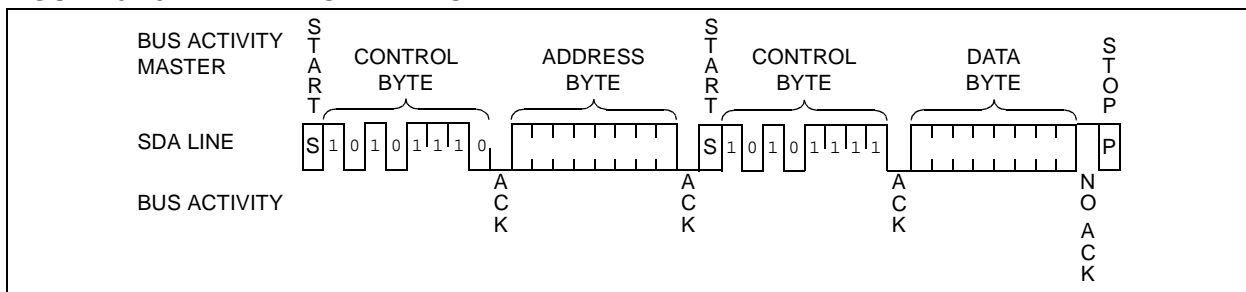 BUS ACTIVITY
MASTER
START
CONTROL
BYTE
ADDRESS
BYTE
START
CONTROL
BYTE
DATA
BYTE
STOP
SDA LINE
S 1 0 1 0 1 1 1 0
S 1 0 1 0 1 1 1 1
P
BUS ACTIVITY
ACK
ACK
ACK
NO ACK